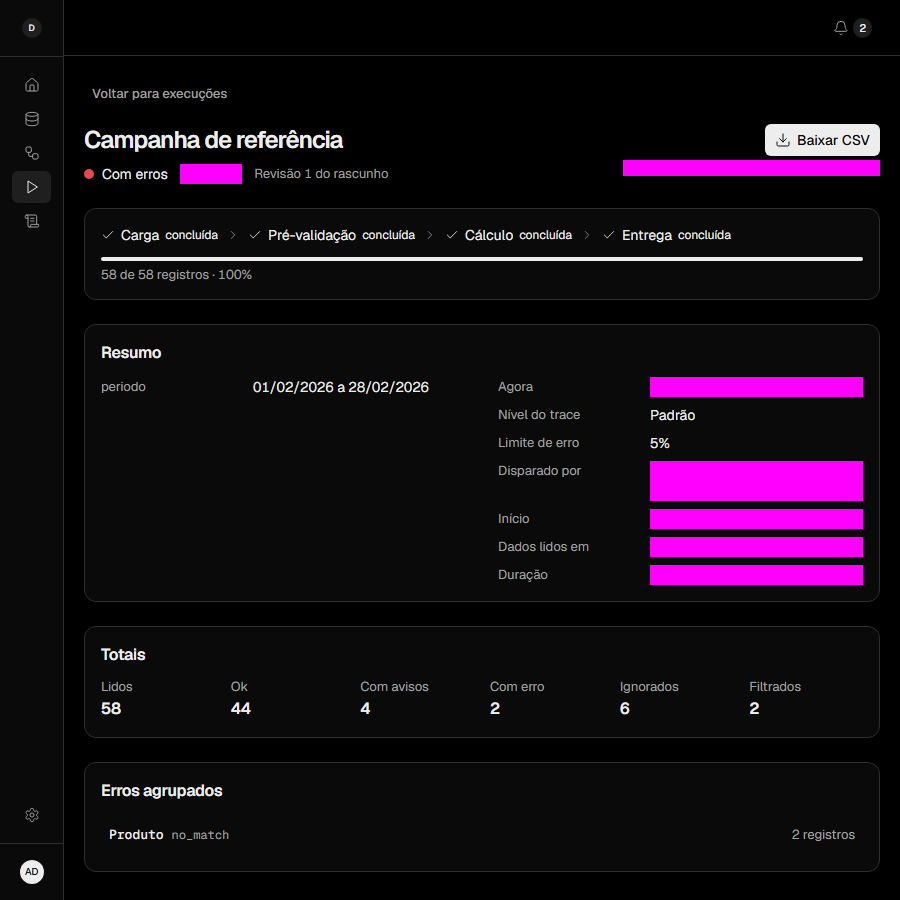 D
2
Voltar para execuções
Campanha de referência
Baixar CSV
Com erros Revisão 1 do rascunho
Carga concluída Pré-validação concluída Cálculo concluída Entrega concluída
58 de 58 registros · 100%
Resumo
periodo 01/02/2026 a 28/02/2026
Agora
Nível do trace Padrão
Limite de erro 5%
Disparado por
Início
Dados lidos em
Duração
Totais
Lidos Ok Com avisos Com erro Ignorados Filtrados
58 44 4 2 6 2
Erros agrupados
Produto no_match 2 registros
AD